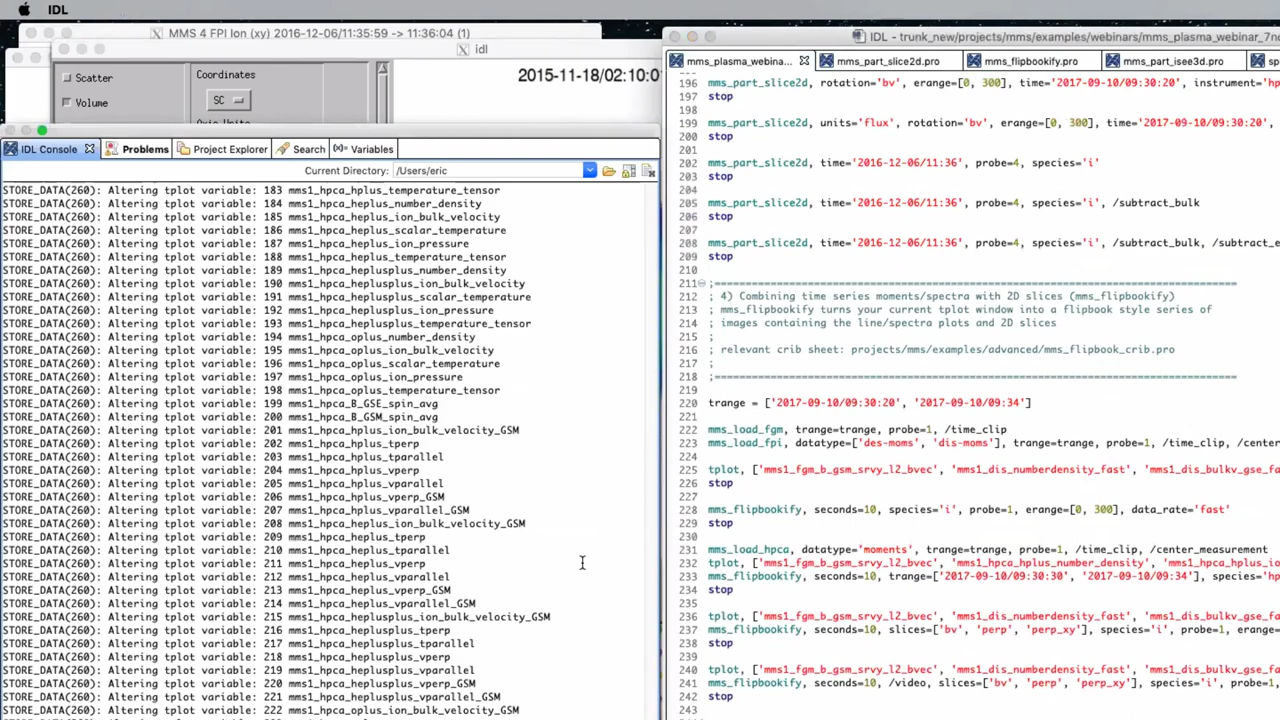 IDL
MMS 4 FPI Ion (xy) 2016-12-06/11:35:59 -> 11:36:04 (1)
idl
Scatter
Coordinates
2015-11-18/02:10:0
SC
Volume
IDL Console
Problems
Project Explorer
Search
(x)= Variables
Current Directory:
/Users/eric
STORE_DATA(260): Altering tplot variable: 183 mms1_hpca_hplus_temperature_tensor
STORE_DATA(260): Altering tplot variable: 184 mms1_hpca_heplus_number_density
STORE_DATA(260): Altering tplot variable: 185 mms1_hpca_heplus_ion_bulk_velocity
STORE_DATA(260): Altering tplot variable: 186 mms1_hpca_heplus_scalar_temperature
STORE_DATA(260): Altering tplot variable: 187 mms1_hpca_heplus_ion_pressure
STORE_DATA(260): Altering tplot variable: 188 mms1_hpca_heplus_temperature_tensor
STORE_DATA(260): Altering tplot variable: 189 mms1_hpca_heplusplus_number_density
STORE_DATA(260): Altering tplot variable: 190 mms1_hpca_heplusplus_ion_bulk_velocity
STORE_DATA(260): Altering tplot variable: 191 mms1_hpca_heplusplus_scalar_temperature
STORE_DATA(260): Altering tplot variable: 192 mms1_hpca_heplusplus_ion_pressure
STORE_DATA(260): Altering tplot variable: 193 mms1_hpca_heplusplus_temperature_tensor
STORE_DATA(260): Altering tplot variable: 194 mms1_hpca_oplus_number_density
STORE_DATA(260): Altering tplot variable: 195 mms1_hpca_oplus_ion_bulk_velocity
STORE_DATA(260): Altering tplot variable: 196 mms1_hpca_oplus_scalar_temperature
STORE_DATA(260): Altering tplot variable: 197 mms1_hpca_oplus_ion_pressure
STORE_DATA(260): Altering tplot variable: 198 mms1_hpca_oplus_temperature_tensor
STORE_DATA(260): Altering tplot variable: 199 mms1_hpca_B_GSE_spin_avg
STORE_DATA(260): Altering tplot variable: 200 mms1_hpca_B_GSM_spin_avg
STORE_DATA(260): Altering tplot variable: 201 mms1_hpca_hplus_ion_bulk_velocity_GSM
STORE_DATA(260): Altering tplot variable: 202 mms1_hpca_hplus_tperp
STORE_DATA(260): Altering tplot variable: 203 mms1_hpca_hplus_tparallel
STORE_DATA(260): Altering tplot variable: 204 mms1_hpca_hplus_vperp
STORE_DATA(260): Altering tplot variable: 205 mms1_hpca_hplus_vparallel
STORE_DATA(260): Altering tplot variable: 206 mms1_hpca_hplus_vperp_GSM
STORE_DATA(260): Altering tplot variable: 207 mms1_hpca_hplus_vparallel_GSM
STORE_DATA(260): Altering tplot variable: 208 mms1_hpca_heplus_ion_bulk_velocity_GSM
STORE_DATA(260): Altering tplot variable: 209 mms1_hpca_heplus_tperp
STORE_DATA(260): Altering tplot variable: 210 mms1_hpca_heplus_tparallel
STORE_DATA(260): Altering tplot variable: 211 mms1_hpca_heplus_vperp
STORE_DATA(260): Altering tplot variable: 212 mms1_hpca_heplus_vparallel
STORE_DATA(260): Altering tplot variable: 213 mms1_hpca_heplus_vperp_GSM
STORE_DATA(260): Altering tplot variable: 214 mms1_hpca_heplus_vparallel_GSM
STORE_DATA(260): Altering tplot variable: 215 mms1_hpca_heplusplus_ion_bulk_velocity_GSM
STORE_DATA(260): Altering tplot variable: 216 mms1_hpca_heplusplus_tperp
STORE_DATA(260): Altering tplot variable: 217 mms1_hpca_heplusplus_tparallel
STORE_DATA(260): Altering tplot variable: 218 mms1_hpca_heplusplus_vperp
STORE_DATA(260): Altering tplot variable: 219 mms1_hpca_heplusplus_vparallel
STORE_DATA(260): Altering tplot variable: 220 mms1_hpca_heplusplus_vperp_GSM
STORE_DATA(260): Altering tplot variable: 221 mms1_hpca_heplusplus_vparallel_GSM
STORE_DATA(260): Altering tplot variable: 222 mms1_hpca_oplus_ion_bulk_velocity_GSM
IDL - trunk_new/projects/mms/examples/webinars/mms_plasma_webinar_7n
mms_plasma_webina...
mms_part_slice2d.pro
mms_flipbookify.pro
mms_part_isee3d.pro
sp
196 mms_part_slice2d, rotation='bv', erange=[0, 300], time='2017-09-10/09:30:20', instrument='hp
197 stop
198
199 mms_part_slice2d, units='flux', rotation='bv', erange=[0, 300], time='2017-09-10/09:30:20',
200 stop
201
202 mms_part_slice2d, time='2016-12-06/11:36', probe=4, species='i'
203 stop
204
205 mms_part_slice2d, time='2016-12-06/11:36', probe=4, species='i', /subtract_bulk
206 stop
207
208 mms_part_slice2d, time='2016-12-06/11:36', probe=4, species='i', /subtract_bulk, /subtract_e
209 stop
210
211 ;==========================================================================
212 ; 4) Combining time series moments/spectra with 2D slices (mms_flipbookify)
213 ; mms_flipbookify turns your current tplot window into a flipbook style series of
214 ; images containing the line/spectra plots and 2D slices
215 ;
216 ; relevant crib sheet: projects/mms/examples/advanced/mms_flipbook_crib.pro
217 ;
218 ;==========================================================================
219
220 trange = ['2017-09-10/09:30:20', '2017-09-10/09:34']
221
222 mms_load_fgm, trange=trange, probe=1, /time_clip
223 mms_load_fpi, datatype=['des-moms', 'dis-moms'], trange=trange, probe=1, /time_clip, /center
224
225 tplot, ['mms1_fgm_b_gsm_srvy_l2_bvec', 'mms1_dis_numberdensity_fast', 'mms1_dis_bulkv_gse_fas
226 stop
227
228 mms_flipbookify, seconds=10, species='i', probe=1, erange=[0, 300], data_rate='fast'
229 stop
230
231 mms_load_hpca, datatype='moments', trange=trange, probe=1, /time_clip, /center_measurement
232 tplot, ['mms1_fgm_b_gsm_srvy_l2_bvec', 'mms1_hpca_hplus_number_density', 'mms1_hpca_hplus_io
233 mms_flipbookify, seconds=10, trange=['2017-09-10/09:30:30', '2017-09-10/09:34'], species='hp
234 stop
235
236 tplot, ['mms1_fgm_b_gsm_srvy_l2_bvec', 'mms1_dis_numberdensity_fast', 'mms1_dis_bulkv_gse_fas
237 mms_flipbookify, seconds=10, slices=['bv', 'perp', 'perp_xy'], species='i', probe=1, erange=
238 stop
239
240 tplot, ['mms1_fgm_b_gsm_srvy_l2_bvec', 'mms1_dis_numberdensity_fast', 'mms1_dis_bulkv_gse_fas
241 mms_flipbookify, seconds=10, /video, slices=['bv', 'perp', 'perp_xy'], species='i', probe=1,
242 stop